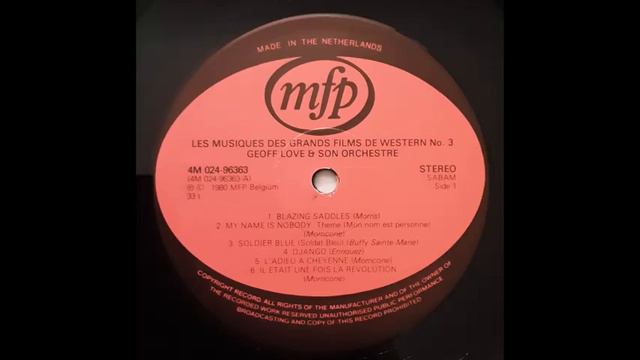 MADE IN THE NETHERLANDS
mfp
LES MUSIQUES DES GRANDS FILMS DE WESTERN No. 3
GEOFF LOVE & SON ORCHESTRE
4M 024-96363
(4M 024-96363-A)
℗ © 1980 MFP Belgium
33 t
STEREO
SABAM
Side 1
1. BLAZING SADDLES (Morris)
2. MY NAME IS NOBODY: Theme (Mon nom est personne)
(Morricone)
3. SOLDIER BLUE (Soldat Bleu) (Buffy Sainte Marie)
4. DJANGO (Enriquez)
5. L'ADIEU A CHEYENNE (Morricone)
6. IL ETAIT UNE FOIS LA REVOLUTION
(Morricone)
COPYRIGHT RECORD. ALL RIGHTS OF THE MANUFACTURER AND OF THE OWNER OF
THE RECORDED WORK RESERVED UNAUTHORISED PUBLIC PERFORMANCE
BROADCASTING AND COPY OF THIS RECORD PROHIBITED